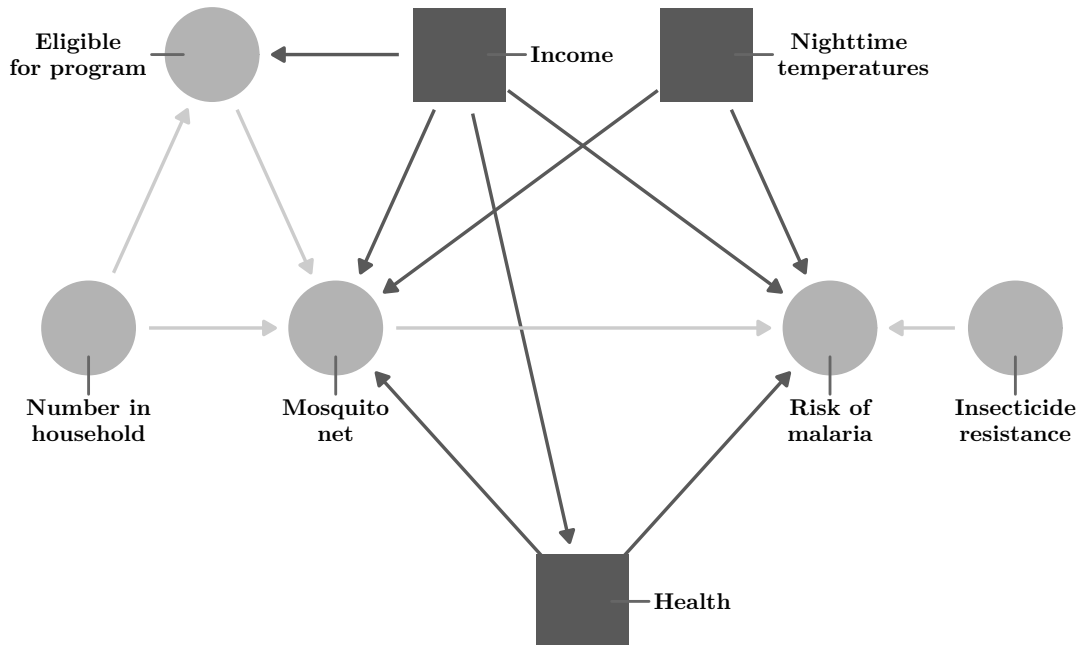 Eligible
for program
Income
Nighttime
temperatures
Number in
household
Mosquito
net
Risk of
malaria
Insecticide
resistance
Health